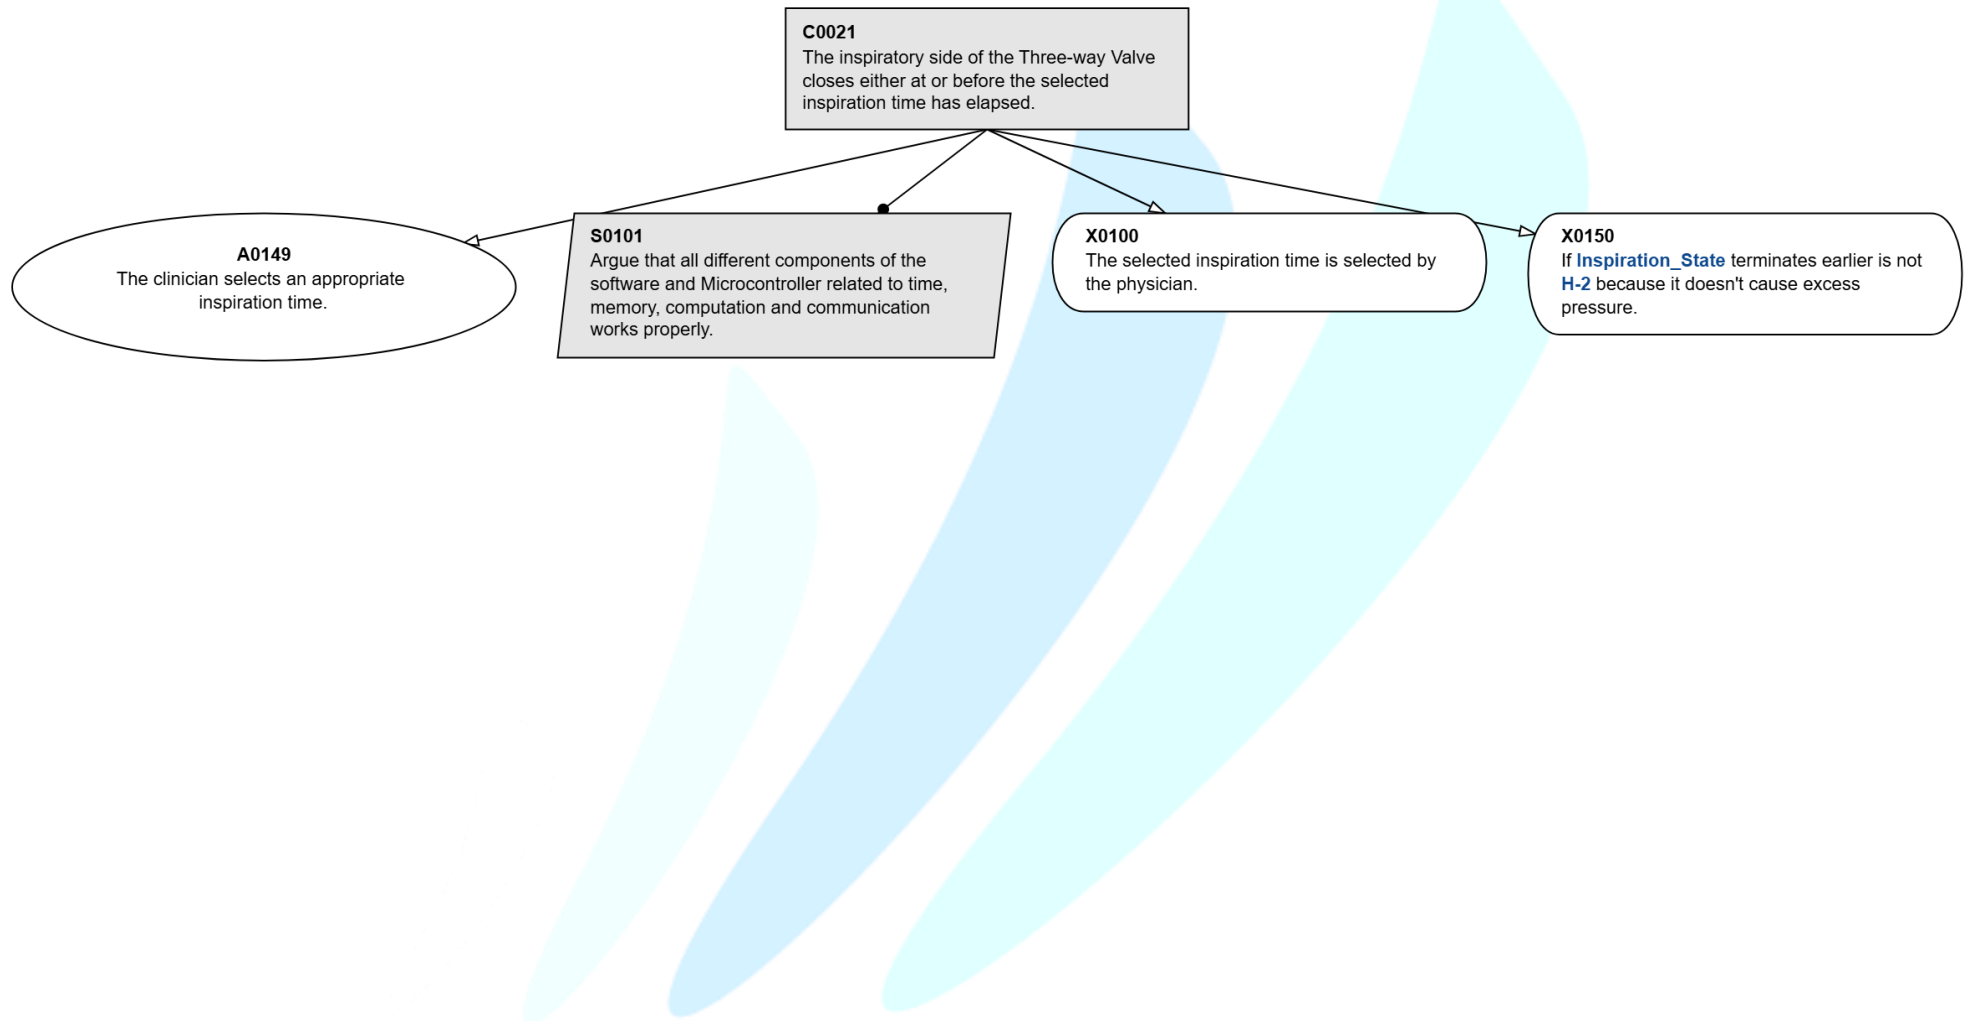 C0021
The inspiratory side of the Three-way Valve
closes either at or before the selected
inspiration time has elapsed.
A0149
The clinician selects an appropriate
inspiration time.
S0101
Argue that all different components of the
software and Microcontroller related to time,
memory, computation and communication
works properly.
X0100
The selected inspiration time is selected by
the physician.
X0150
If Inspiration_State terminates earlier is not
H-2 because it doesn't cause excess
pressure.